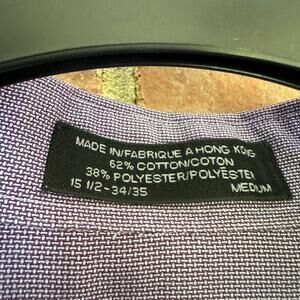 MADE IN/FABRIQUE A HONG KONG
62% COTTON/COTON
38% POLYESTER/POLYESTER
15 1/2-34/35 MEDIUM